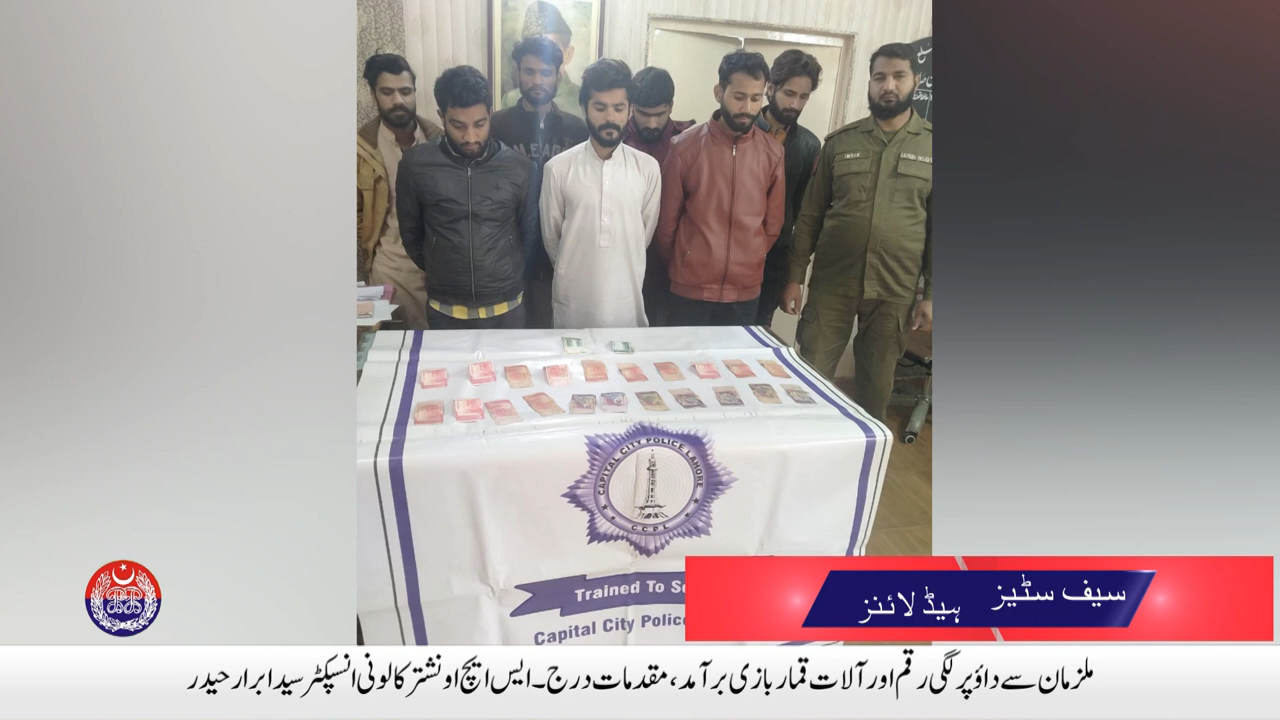 CAPITAL CITY POLICE LAHORE
C C P L
Trained To Se
Capital City Police
سیف سٹیز ہیڈ لائنز
ملزمان سے داؤ پر لگی رقم اور آلات قمار بازی برآمد، مقدمات درج۔ ایس ایچ او نشتر کالونی انسپکٹر سید ابرار حیدر